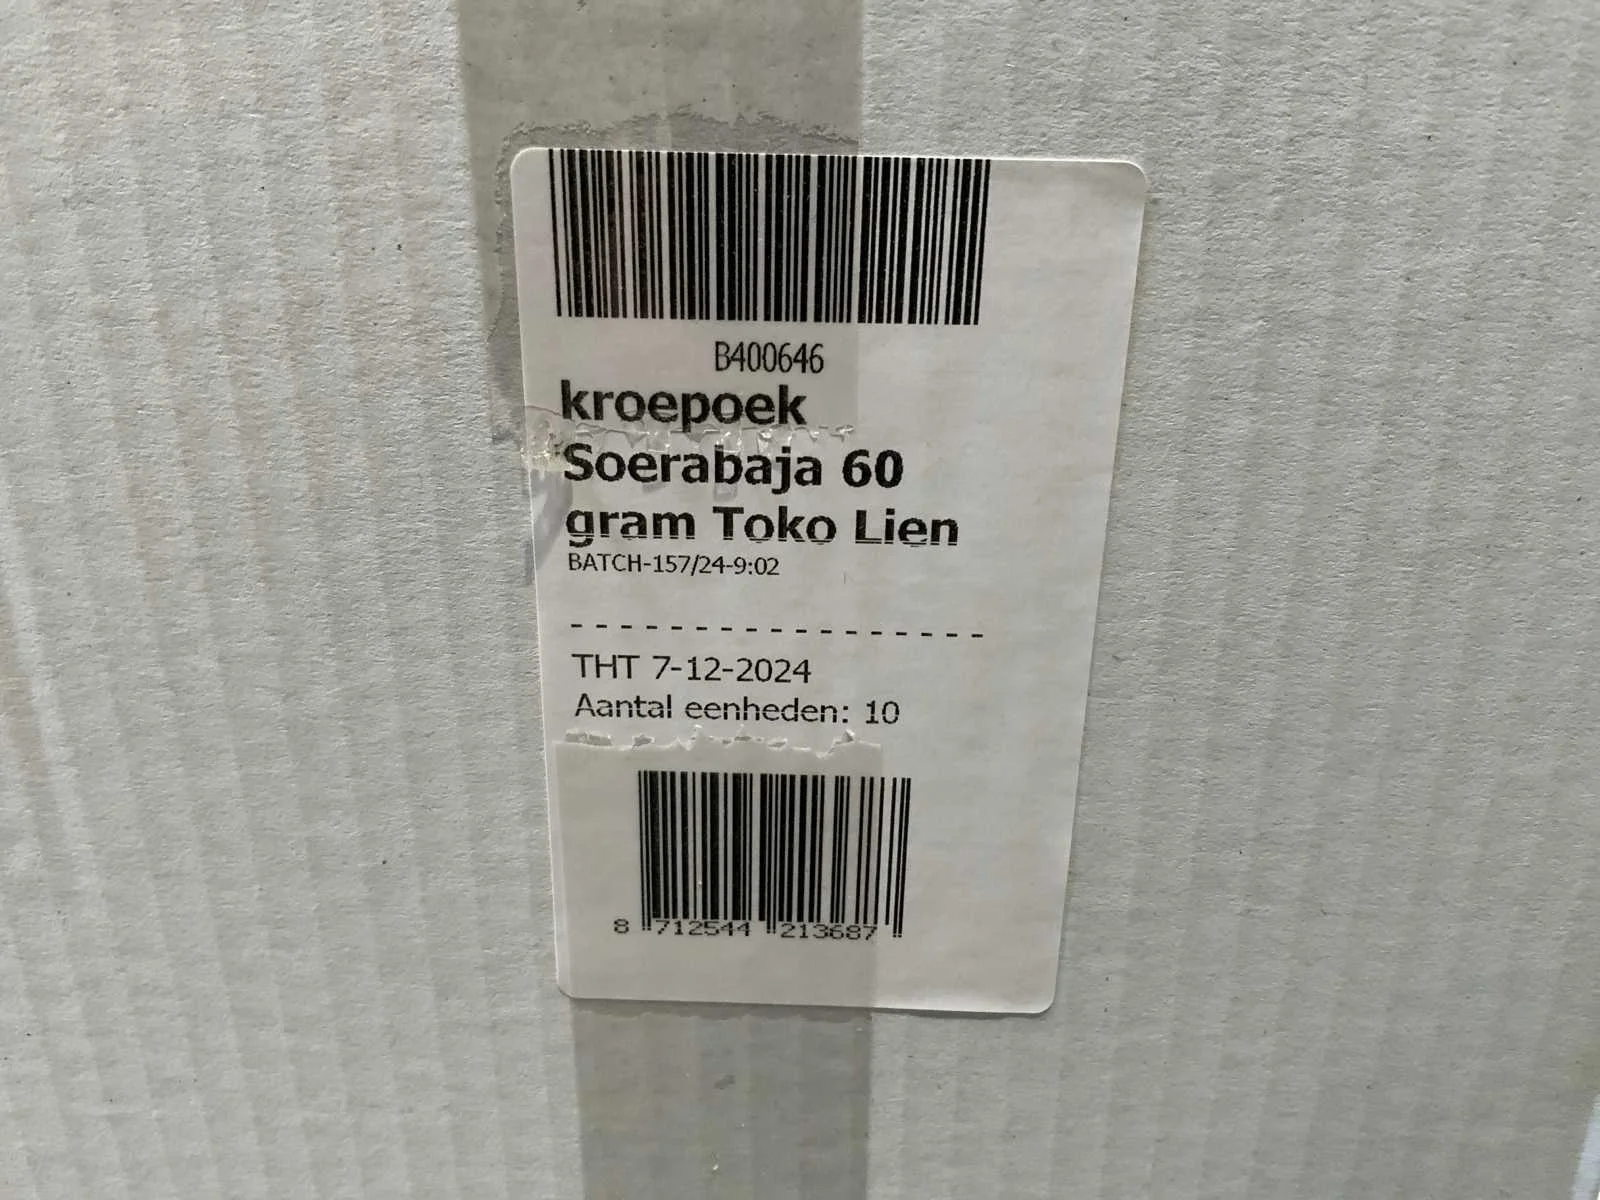 B400646
kroepoek
Soerabaja 60
gram Toko Lien
BATCH-157/24-9:02
- - - - - - - - - - - - - - - - -
THT 7-12-2024
Aantal eenheden: 10
8 712544 213687